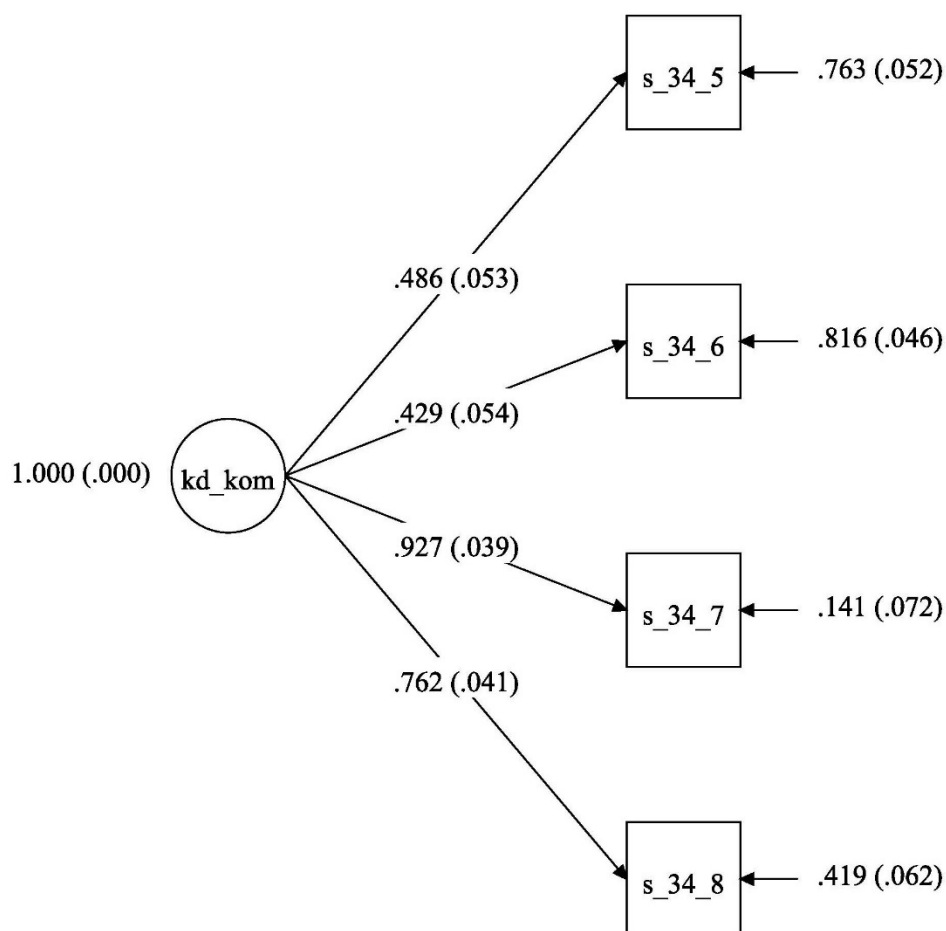 s_34_5
.763 (.052)
.486 (.053)
s_34_6
.816 (.046)
.429 (.054)
1.000 (.000)
kd_kom
.927 (.039)
s_34_7
.141 (.072)
.762 (.041)
s_34_8
.419 (.062)